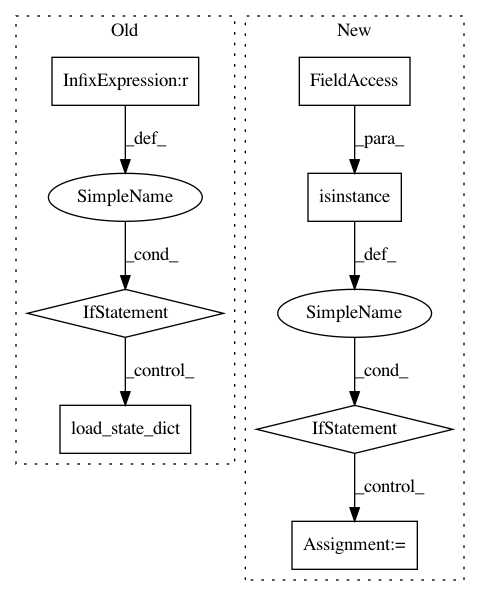 Old
InfixExpression:r
_def_
SimpleName
_cond_
IfStatement
_control_
load_state_dict
New
FieldAccess
_para_
isinstance
_def_
SimpleName
_cond_
IfStatement
_control_
Assignment:=